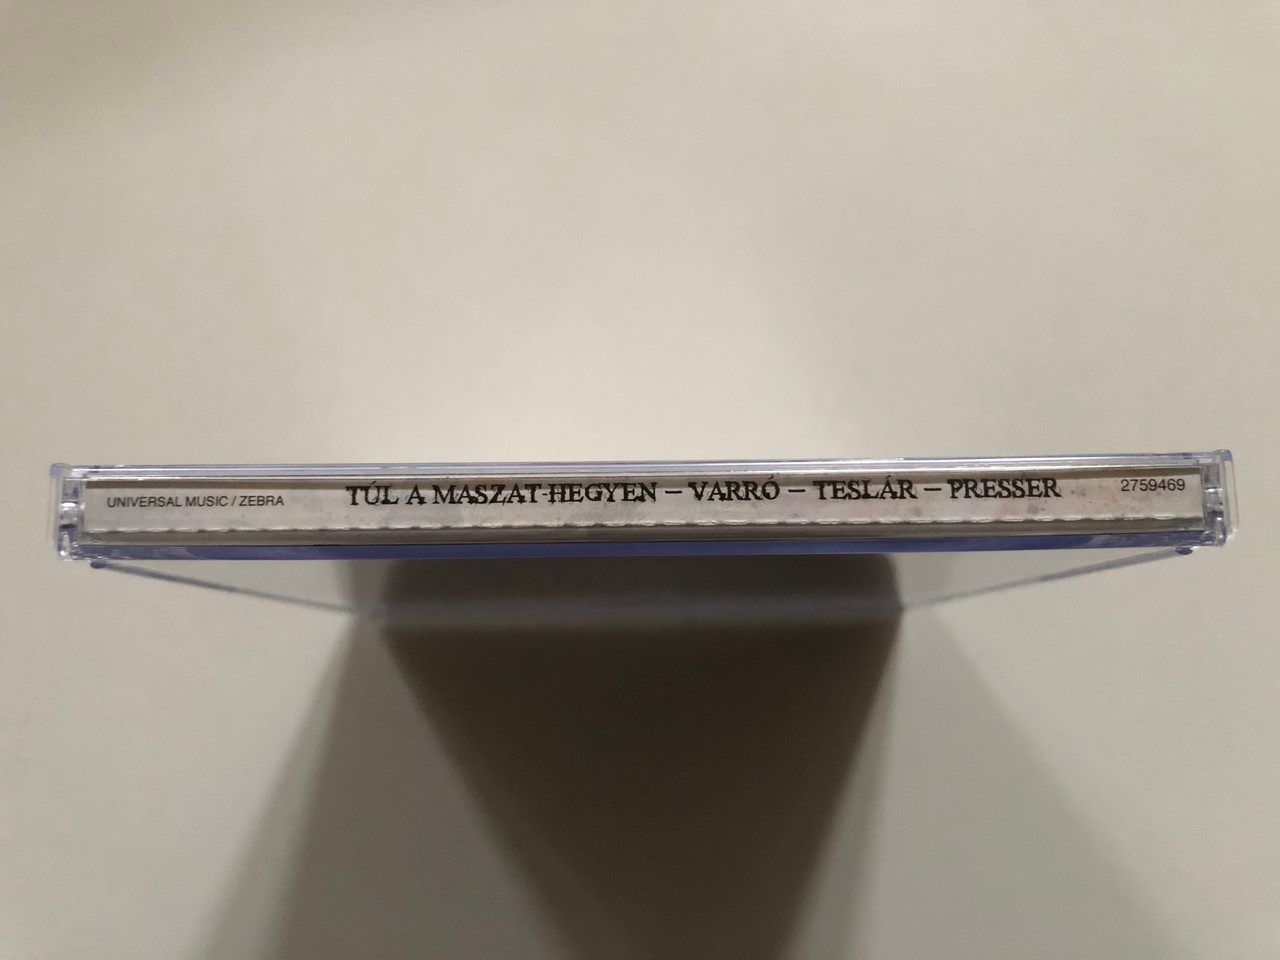 UNIVERSAL MUSIC / ZEBRA TÚL A MASZAT-HEGYEN – VARRÓ – TESLÁR – PRESSER 2759469